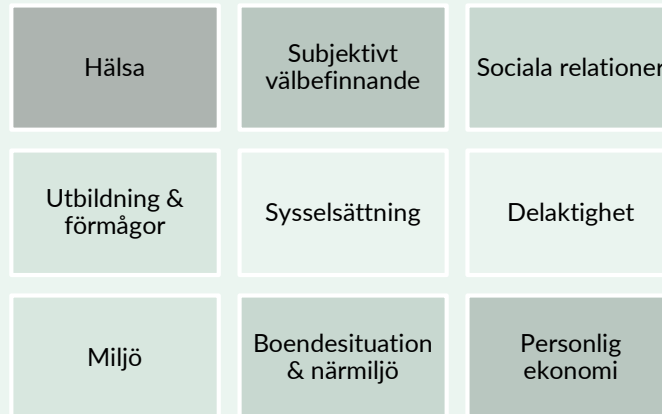 Hälsa
Subjektivt
välbefinnande
Sociala relationer
Utbildning &
förmågor
Sysselsättning
Delaktighet
Miljö
Boendesituation
& närmiljö
Personlig
ekonomi